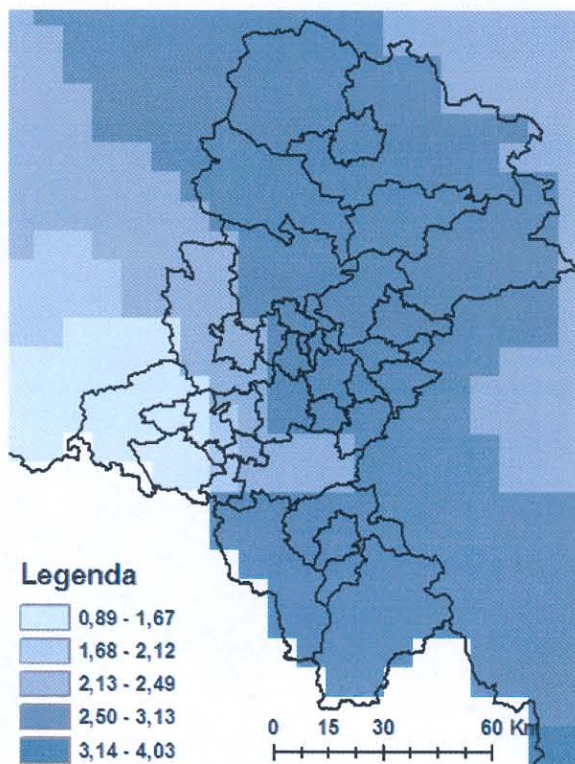 Legenda
0,89 - 1,67
1,68 - 2,12
2,13 - 2,49
2,50 - 3,13
3,14 - 4,03
0 15 30 60 Km